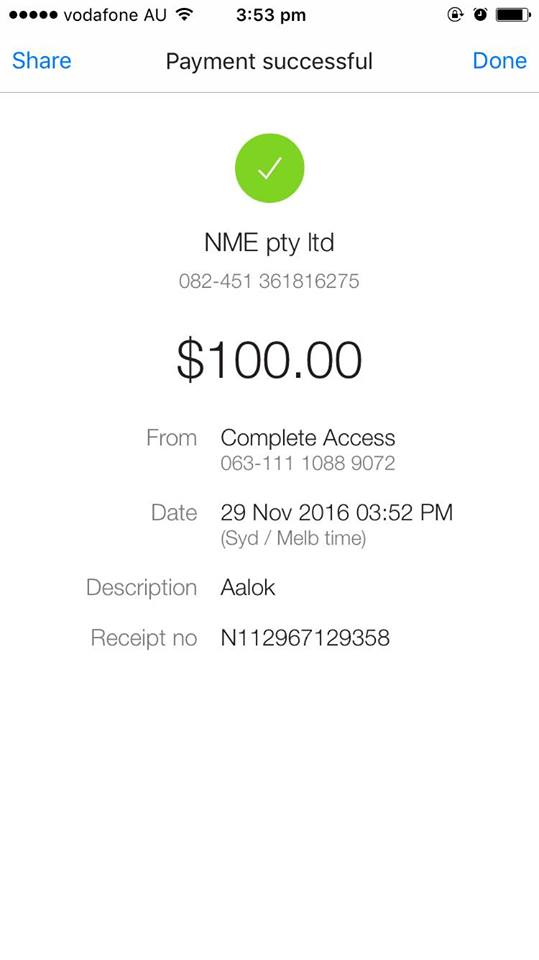 vodafone AU 3:53 pm
Share Payment successful Done
NME pty ltd
082-451 361816275
$100.00
From Complete Access
063-111 1088 9072
Date 29 Nov 2016 03:52 PM
(Syd / Melb time)
Description Aalok
Receipt no N112967129358